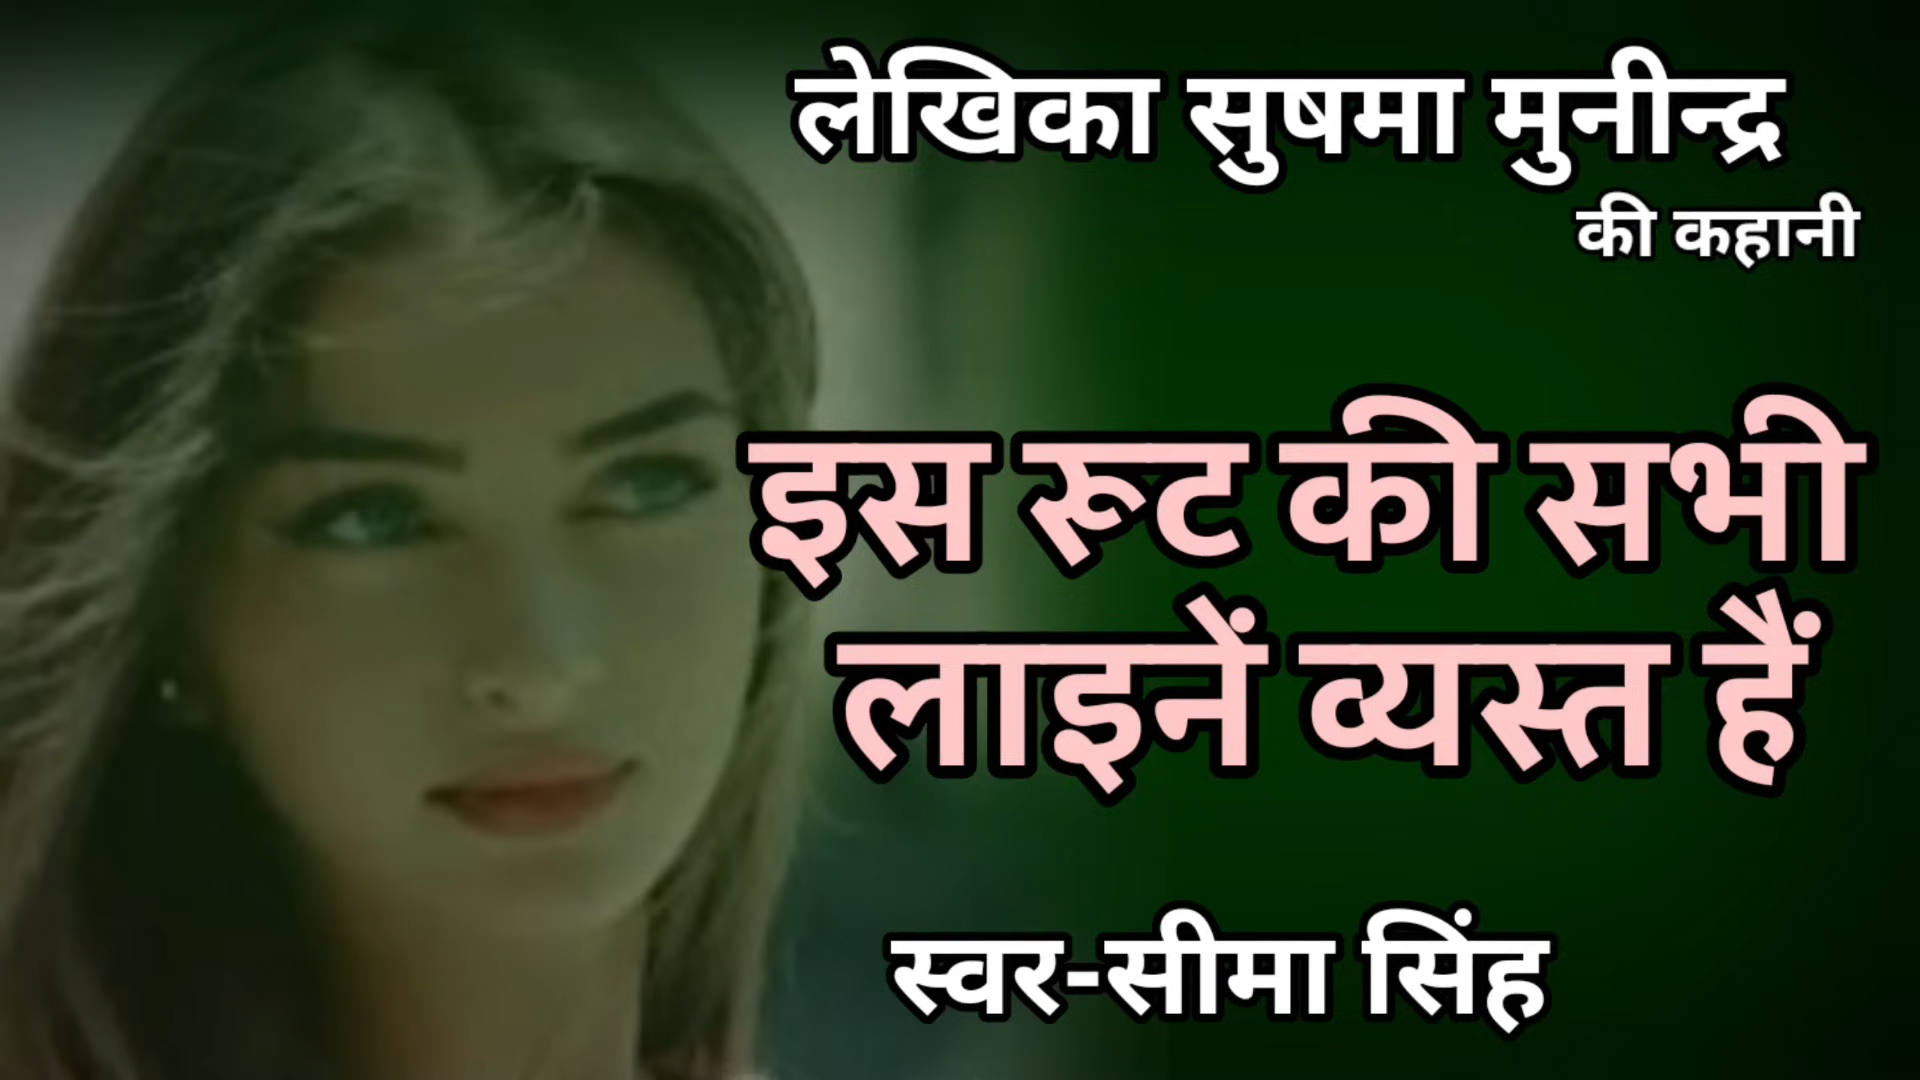 लेखिका सुषमा मुनीन्द्र
की कहानी
इस रूट की सभी
लाइनें व्यस्त हैं
स्वर-सीमा सिंह